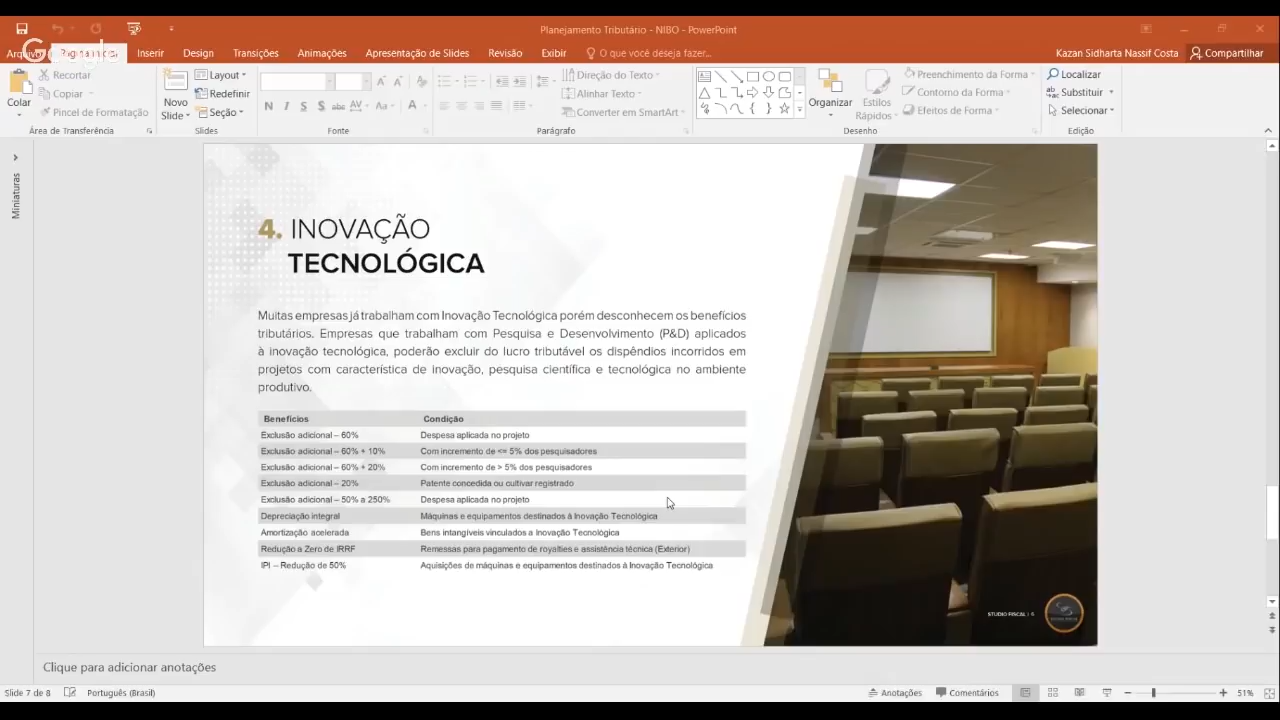 Planejamento Tributário - NIBO - PowerPoint
Google
Inserir Design Transições Animações Apresentação de Slides Revisão Exibir O que você deseja fazer... Kazan Sidharta Nassif Costa Compartilhar
Colar
Recortar
Copiar
Pincel de Formatação
Área de Transferência
Novo
Slide
Layout
Redefinir
Seção
Slides
N I S S abc AV Aa A
Fonte
Direção do Texto
Alinhar Texto
Converter em SmartArt
Parágrafo
Organizar
Estilos
Rápidos
Preenchimento da Forma
Contorno da Forma
Efeitos de Forma
Desenho
Localizar
Substituir
Selecionar
Edição
Miniaturas
4. INOVAÇÃO
TECNOLÓGICA
Muitas empresas já trabalham com Inovação Tecnológica porém desconhecem os benefícios
tributários. Empresas que trabalham com Pesquisa e Desenvolvimento (P&D) aplicados
à inovação tecnológica, poderão excluir do lucro tributável os dispêndios incorridos em
projetos com característica de inovação, pesquisa científica e tecnológica no ambiente
produtivo.
Benefícios Condição
Exclusão adicional – 60% Despesa aplicada no projeto
Exclusão adicional – 60% + 10% Com incremento de <= 5% dos pesquisadores
Exclusão adicional – 60% + 20% Com incremento de > 5% dos pesquisadores
Exclusão adicional – 20% Patente concedida ou cultivar registrado
Exclusão adicional – 50% a 250% Despesa aplicada no projeto
Depreciação integral Máquinas e equipamentos destinados à Inovação Tecnológica
Amortização acelerada Bens intangíveis vinculados a Inovação Tecnológica
Redução a Zero de IRRF Remessas para pagamento de royalties e assistência técnica (Exterior)
IPI – Redução de 50% Aquisições de máquinas e equipamentos destinados à Inovação Tecnológica
STUDIO FISCAL | 6
Clique para adicionar anotações
Slide 7 de 8 Português (Brasil) Anotações Comentários 51%